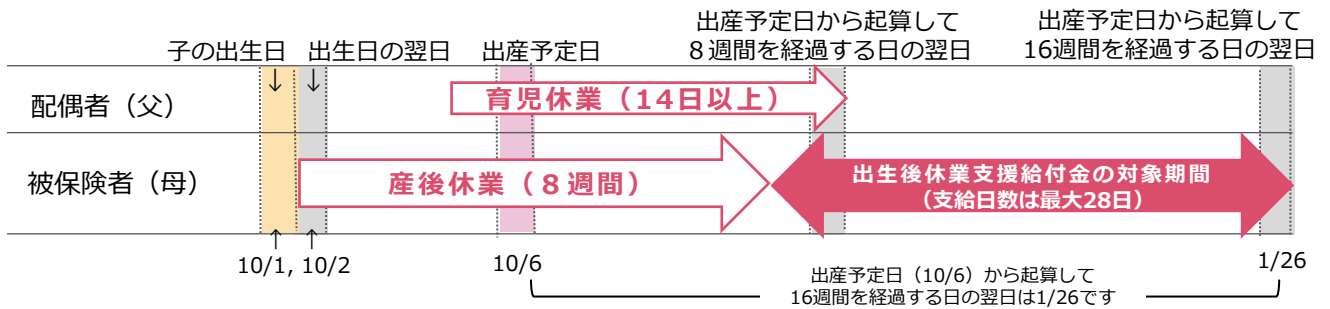 子の出生日
出生日の翌日
出産予定日
出産予定日から起算して
８週間を経過する日の翌日
出産予定日から起算して
16週間を経過する日の翌日
↓ ↓
配偶者（父）
育児休業（14日以上）
被保険者（母）
産後休業（８週間）
出生後休業支援給付金の対象期間
（支給日数は最大28日）
↑ ↑
10/1, 10/2
10/6
1/26
出産予定日（10/6）から起算して
16週間を経過する日の翌日は1/26です